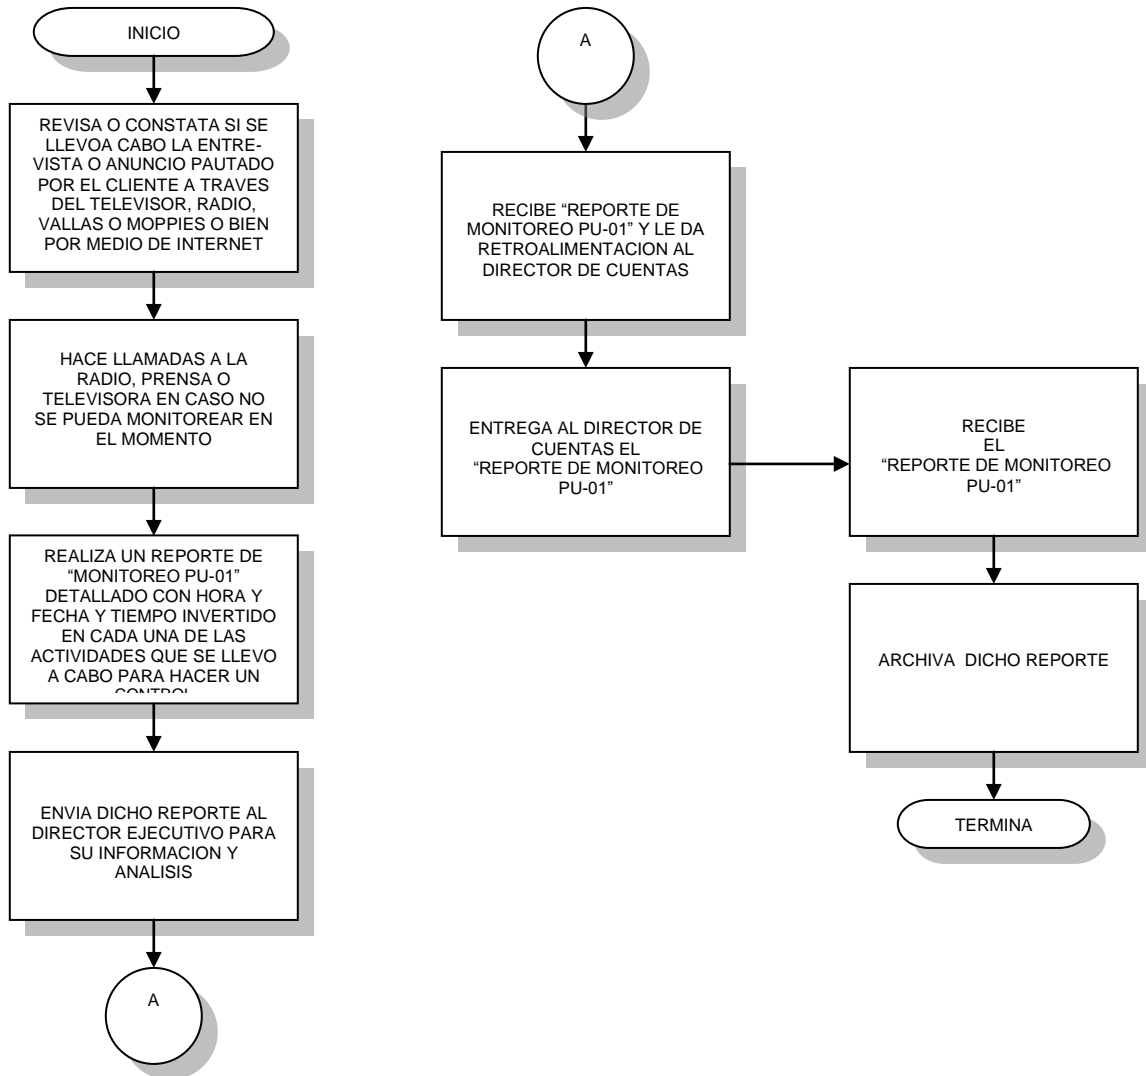 INICIO
REVISA O CONSTATA SI SE
LLEVOA CABO LA ENTRE-
VISTA O ANUNCIO PAUTADO
POR EL CLIENTE A TRAVES
DEL TELEVISOR, RADIO,
VALLAS O MOPPIES O BIEN
POR MEDIO DE INTERNET
HACE LLAMADAS A LA
RADIO, PRENSA O
TELEVISORA EN CASO NO
SE PUEDA MONITOREAR EN
EL MOMENTO
REALIZA UN REPORTE DE
“MONITOREO PU-01”
DETALLADO CON HORA Y
FECHA Y TIEMPO INVERTIDO
EN CADA UNA DE LAS
ACTIVIDADES QUE SE LLEVO
A CABO PARA HACER UN
CONTROL
ENVIA DICHO REPORTE AL
DIRECTOR EJECUTIVO PARA
SU INFORMACION Y
ANALISIS
A
A
RECIBE “REPORTE DE
MONITOREO PU-01” Y LE DA
RETROALIMENTACION AL
DIRECTOR DE CUENTAS
ENTREGA AL DIRECTOR DE
CUENTAS EL
“REPORTE DE MONITOREO
PU-01”
RECIBE
EL
“REPORTE DE MONITOREO
PU-01”
ARCHIVA  DICHO REPORTE
TERMINA